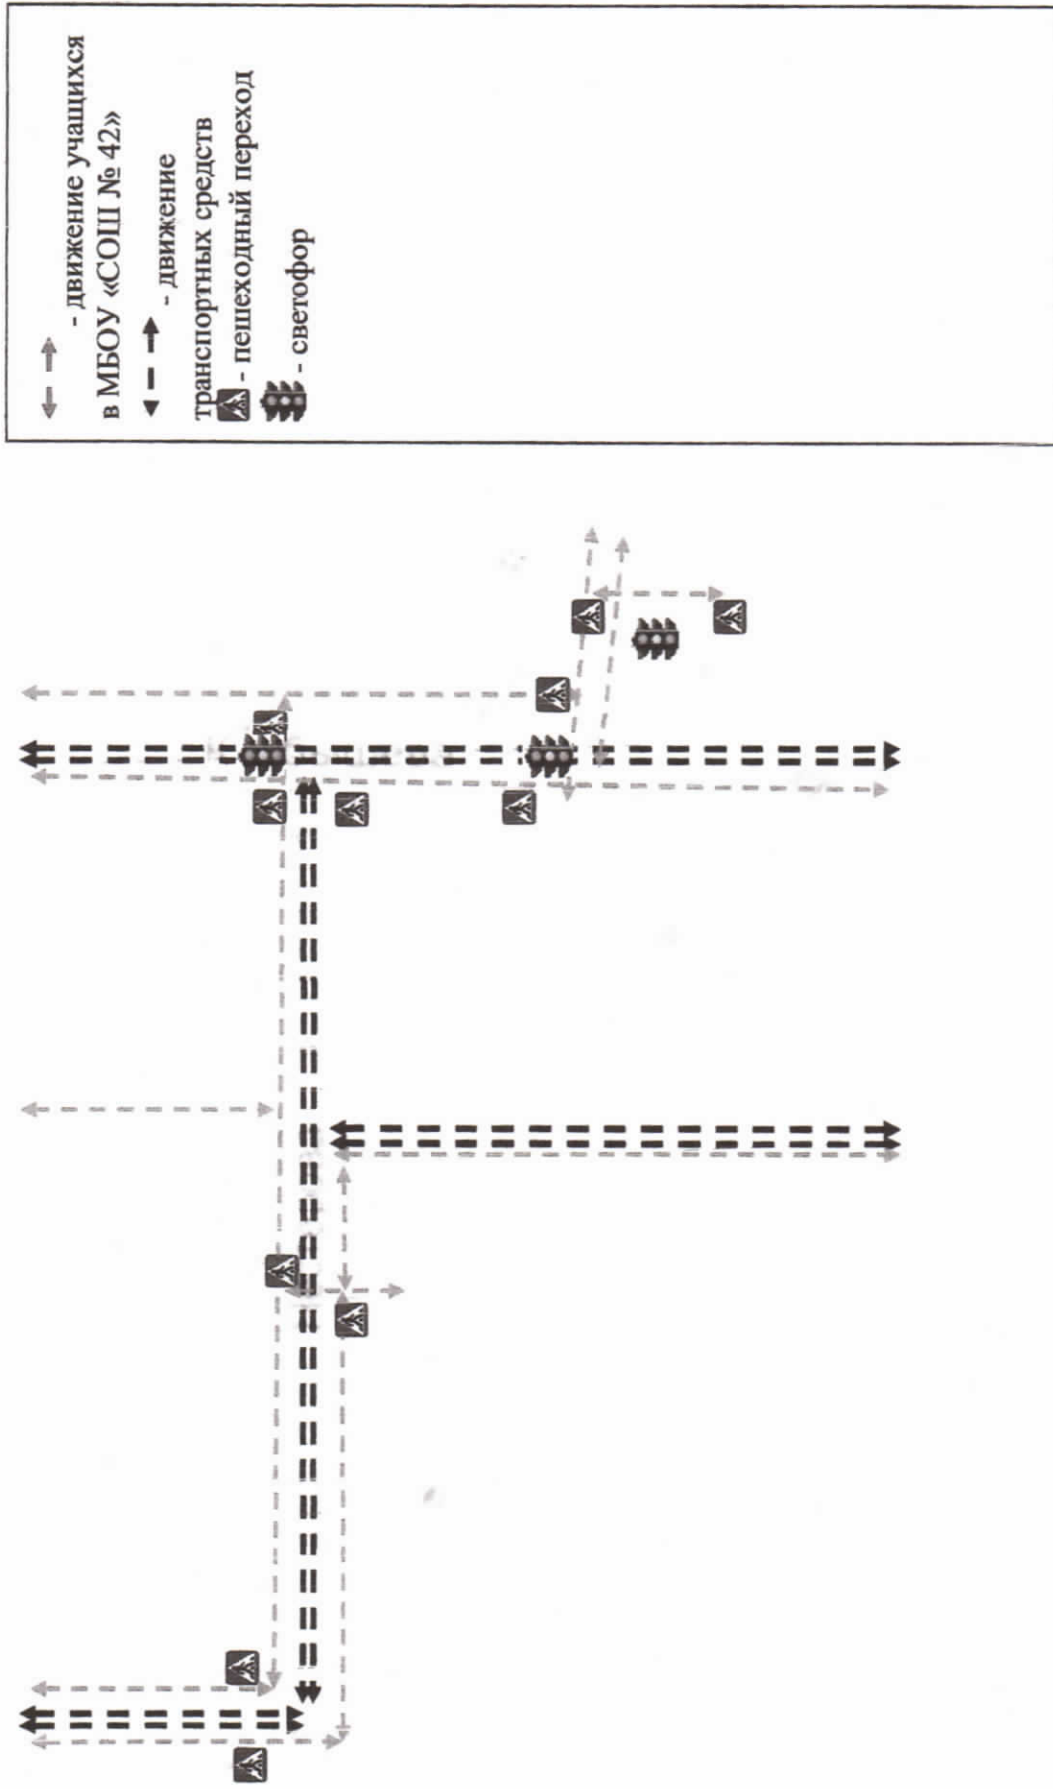 - движение учащихся
в МБОУ «СОШ № 42»
- движение
транспортных средств
- пешеходный переход
- светофор